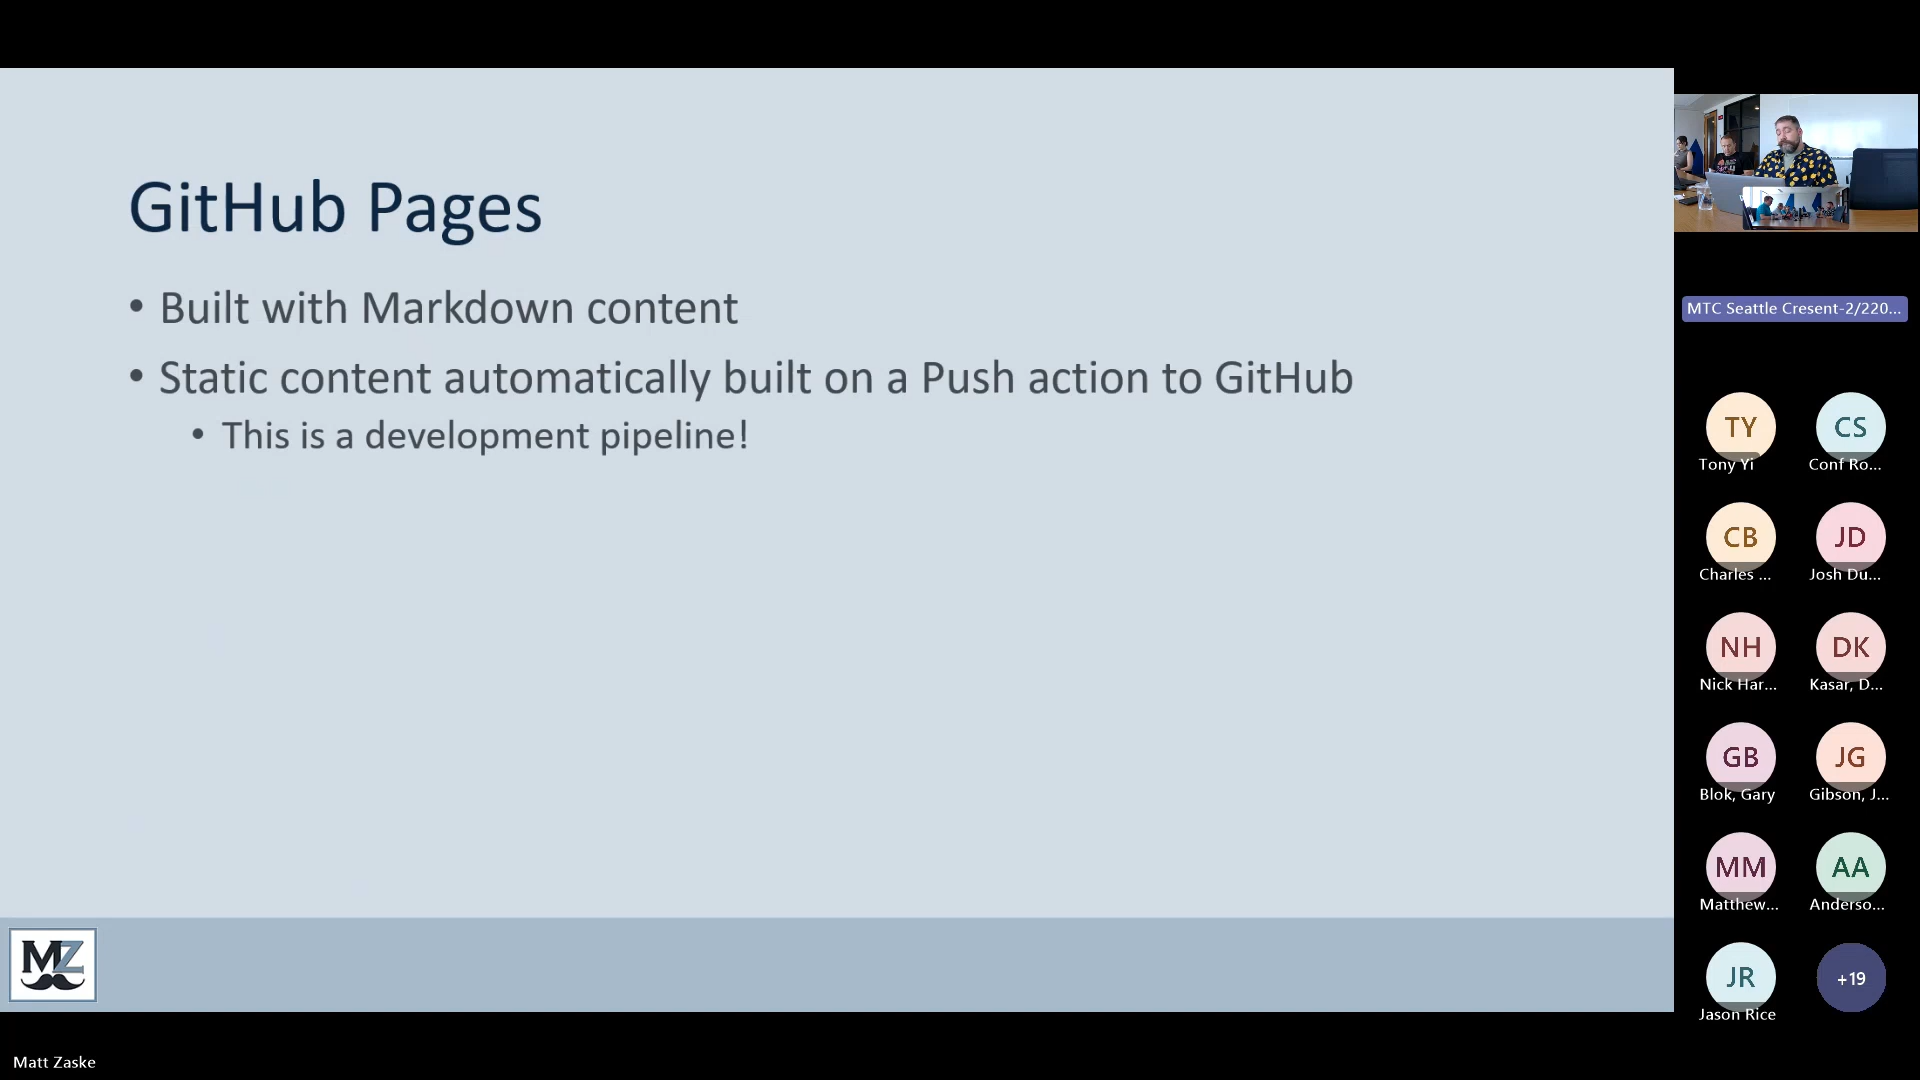 GitHub Pages
• Built with Markdown content
• Static content automatically built on a Push action to GitHub
• This is a development pipeline!
MZ
Matt Zaske
MTC Seattle Cresent-2/220...
TY
Tony Yi
CS
Conf Ro...
CB
Charles ...
JD
Josh Du...
NH
Nick Har...
DK
Kasar, D...
GB
Blok, Gary
JG
Gibson, J...
MM
Matthew...
AA
Anderso...
JR
Jason Rice
+19